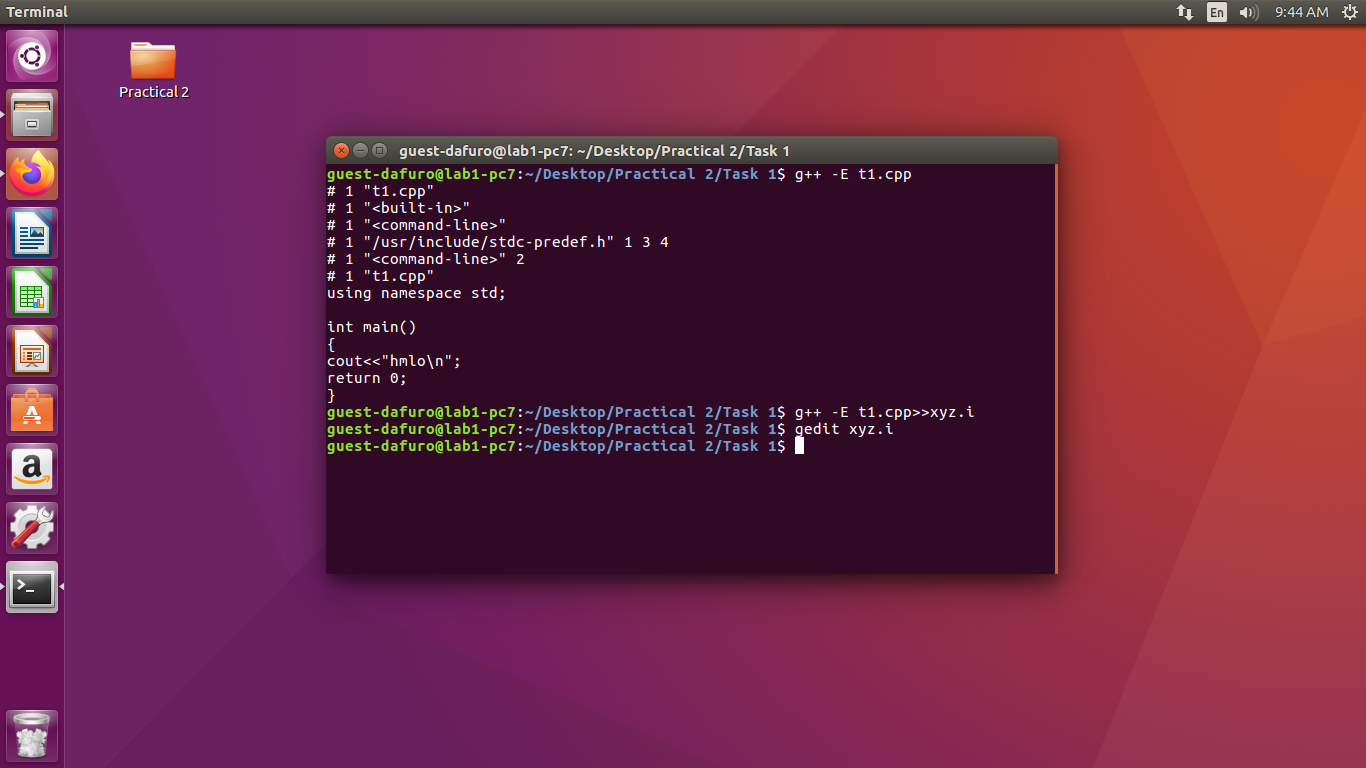 Terminal
En
9:44 AM
Practical 2
guest-dafuro@lab1-pc7: ~/Desktop/Practical 2/Task 1
guest-dafuro@lab1-pc7:~/Desktop/Practical 2/Task 1$ g++ -E t1.cpp
# 1 "t1.cpp"
# 1 "<built-in>"
# 1 "<command-line>"
# 1 "/usr/include/stdc-predef.h" 1 3 4
# 1 "<command-line>" 2
# 1 "t1.cpp"
using namespace std;
int main()
{
cout<<"hmlo\n";
return 0;
}
guest-dafuro@lab1-pc7:~/Desktop/Practical 2/Task 1$ g++ -E t1.cpp>>xyz.i
guest-dafuro@lab1-pc7:~/Desktop/Practical 2/Task 1$ gedit xyz.i
guest-dafuro@lab1-pc7:~/Desktop/Practical 2/Task 1$